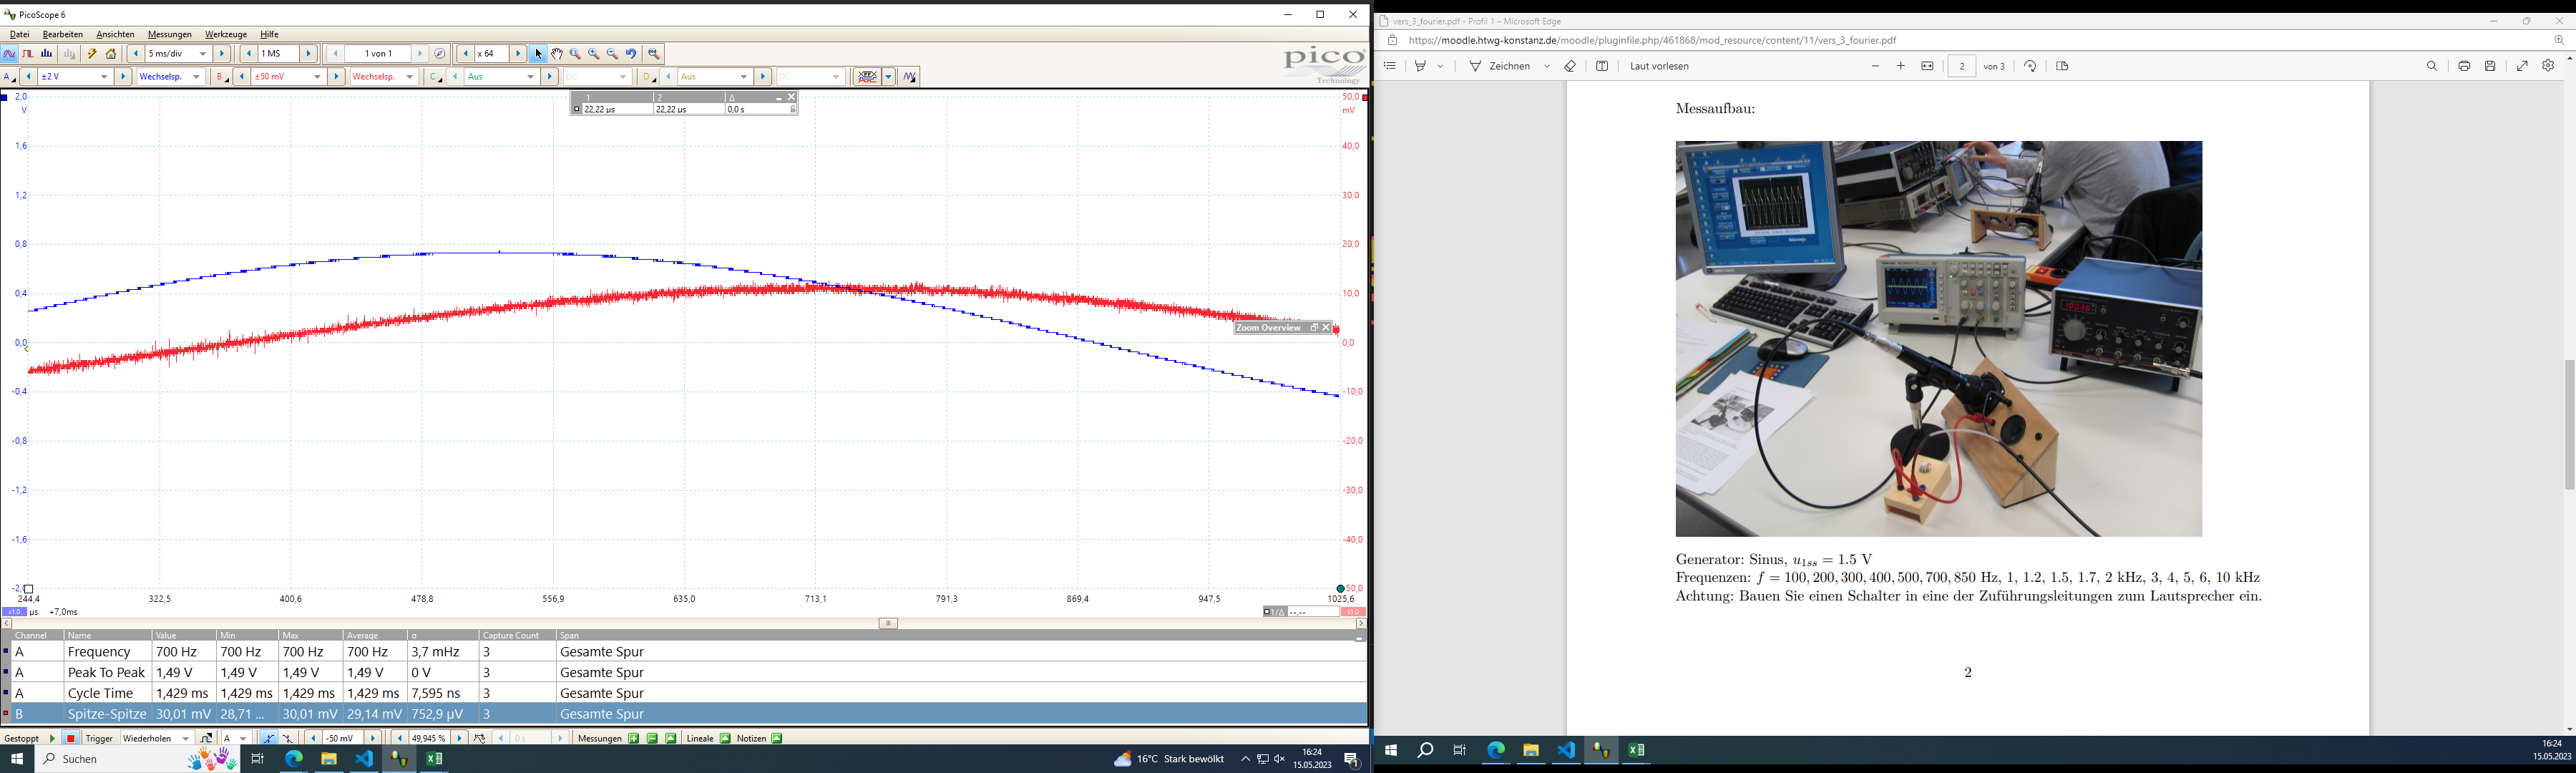 PicoScope 6
Datei Bearbeiten Ansichten Messungen Werkzeuge Hilfe
5 ms/div 1 MS 1 von 1 x 64
A ±2 V Wechselsp. B ±50 mV Wechselsp. C Aus DC D Aus DC
pico
Technology
1 2 Δ
22,22 µs 22,22 µs 0,0 s
2,0
V
1,6
1,2
0,8
0,4
0,0
-0,4
-0,8
-1,2
-1,6
-2,0
50,0
mV
40,0
30,0
20,0
10,0
0,0
-10,0
-20,0
-30,0
-40,0
-50,0
Zoom Overview
244,4 322,5 400,6 478,8 556,9 635,0 713,1 791,3 869,4 947,5 1025,6
x1,0 µs +7,0ms 1/Δ --,-- x1,0
Channel Name Value Min Max Average σ Capture Count Span
A Frequency 700 Hz 700 Hz 700 Hz 700 Hz 3,7 mHz 3 Gesamte Spur
A Peak To Peak 1,49 V 1,49 V 1,49 V 1,49 V 0 V 3 Gesamte Spur
A Cycle Time 1,429 ms 1,429 ms 1,429 ms 1,429 ms 7,595 ns 3 Gesamte Spur
B Spitze-Spitze 30,01 mV 28,71 ... 30,01 mV 29,14 mV 752,9 µV 3 Gesamte Spur
Gestoppt Trigger Wiederholen A -50 mV 49,945 % 0 s Messungen Lineale Notizen
Suchen 16°C Stark bewölkt 16:24
15.05.2023
vers_3_fourier.pdf - Profil 1 – Microsoft Edge
https://moodle.htwg-konstanz.de/moodle/pluginfile.php/461868/mod_resource/content/11/vers_3_fourier.pdf
Zeichnen Laut vorlesen 2 von 3
Messaufbau:
Generator: Sinus, u1ss = 1.5 V
Frequenzen: f = 100, 200, 300, 400, 500, 700, 850 Hz, 1, 1.2, 1.5, 1.7, 2 kHz, 3, 4, 5, 6, 10 kHz
Achtung: Bauen Sie einen Schalter in eine der Zuführungsleitungen zum Lautsprecher ein.
2
16:24
15.05.2023